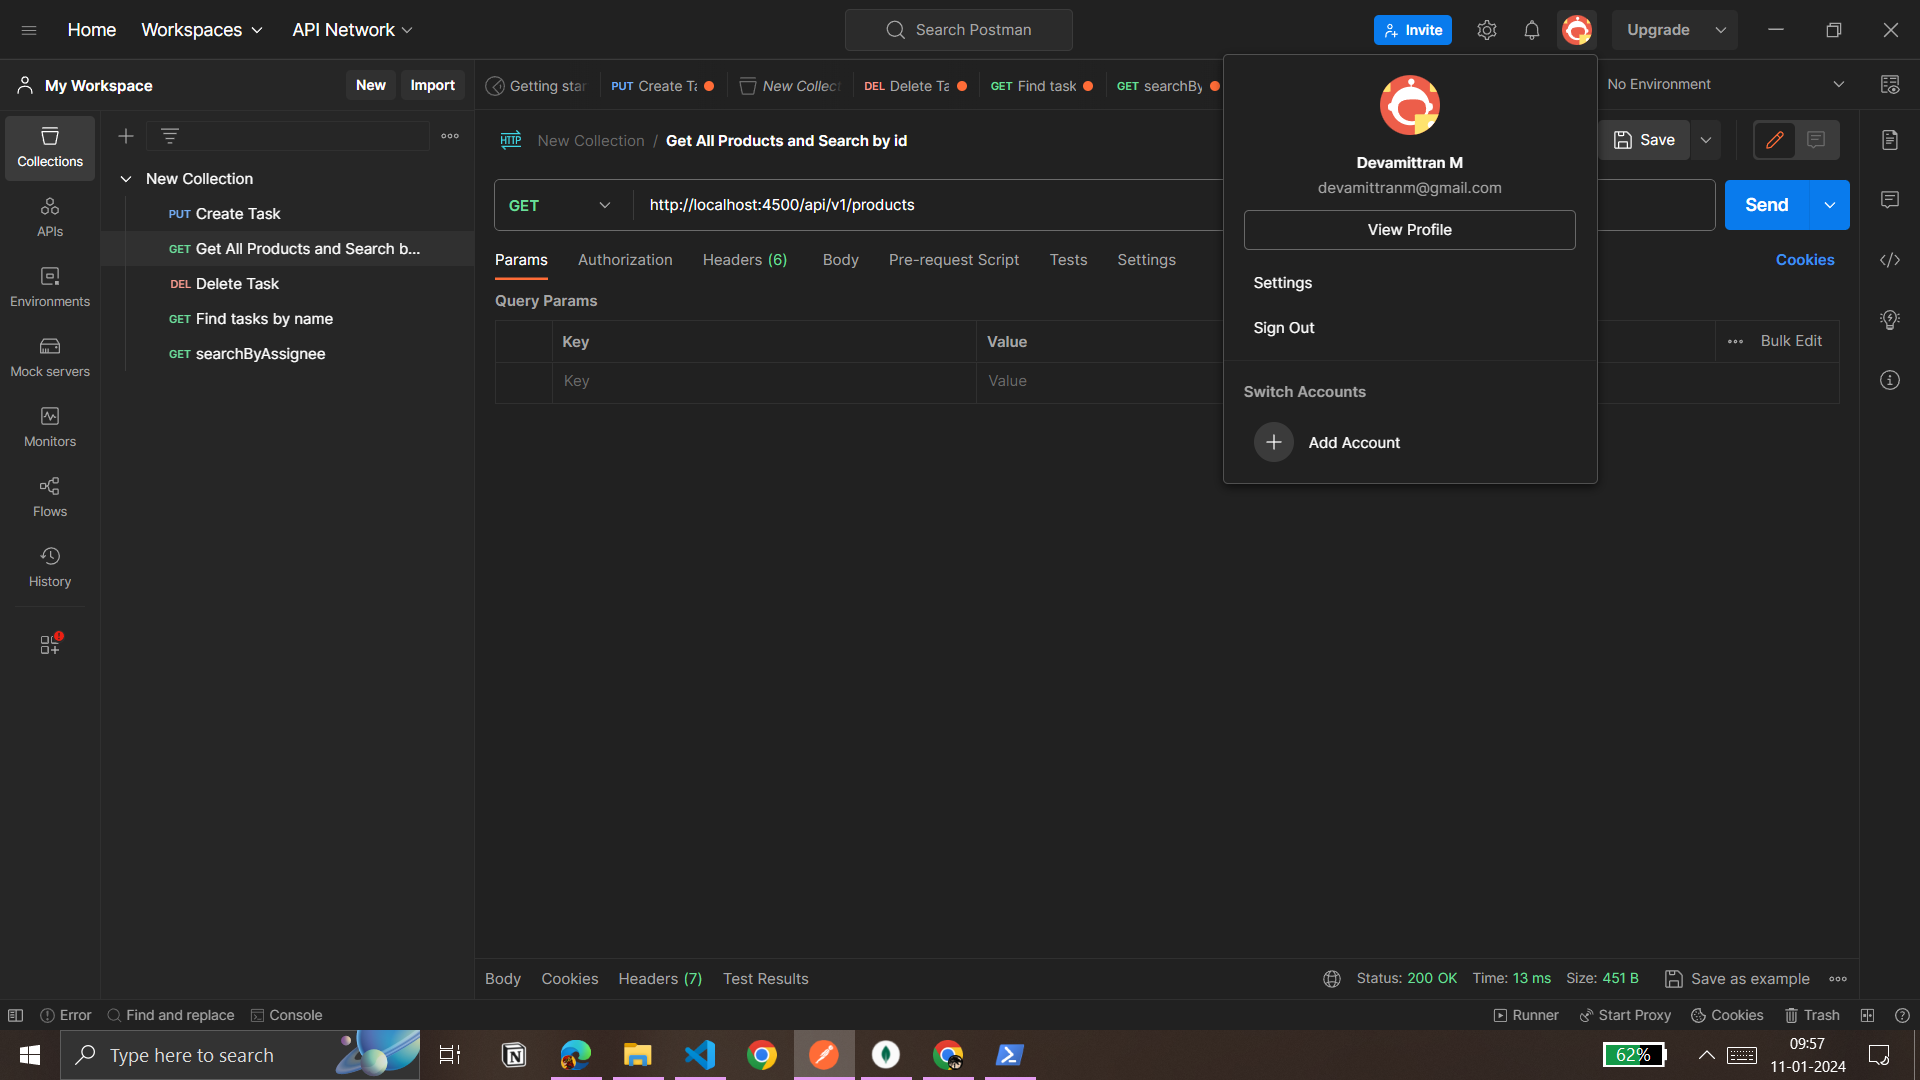 Home Workspaces API Network Search Postman Invite Upgrade
My Workspace New Import Getting star PUT Create Ta New Collect DEL Delete Ta GET Find task GET searchBy No Environment
Collections
APIs
Environments
Mock servers
Monitors
Flows
History
New Collection
PUT Create Task
GET Get All Products and Search b...
DEL Delete Task
GET Find tasks by name
GET searchByAssignee
HTTP New Collection / Get All Products and Search by id Save
GET http://localhost:4500/api/v1/products Send
Params Authorization Headers (6) Body Pre-request Script Tests Settings Cookies
Query Params
Key Value Bulk Edit
Key Value
Devamittran M
devamittranm@gmail.com
View Profile
Settings
Sign Out
Switch Accounts
Add Account
Body Cookies Headers (7) Test Results Status: 200 OK Time: 13 ms Size: 451 B Save as example
Error Find and replace Console Runner Start Proxy Cookies Trash
Type here to search 62% 09:57
11-01-2024